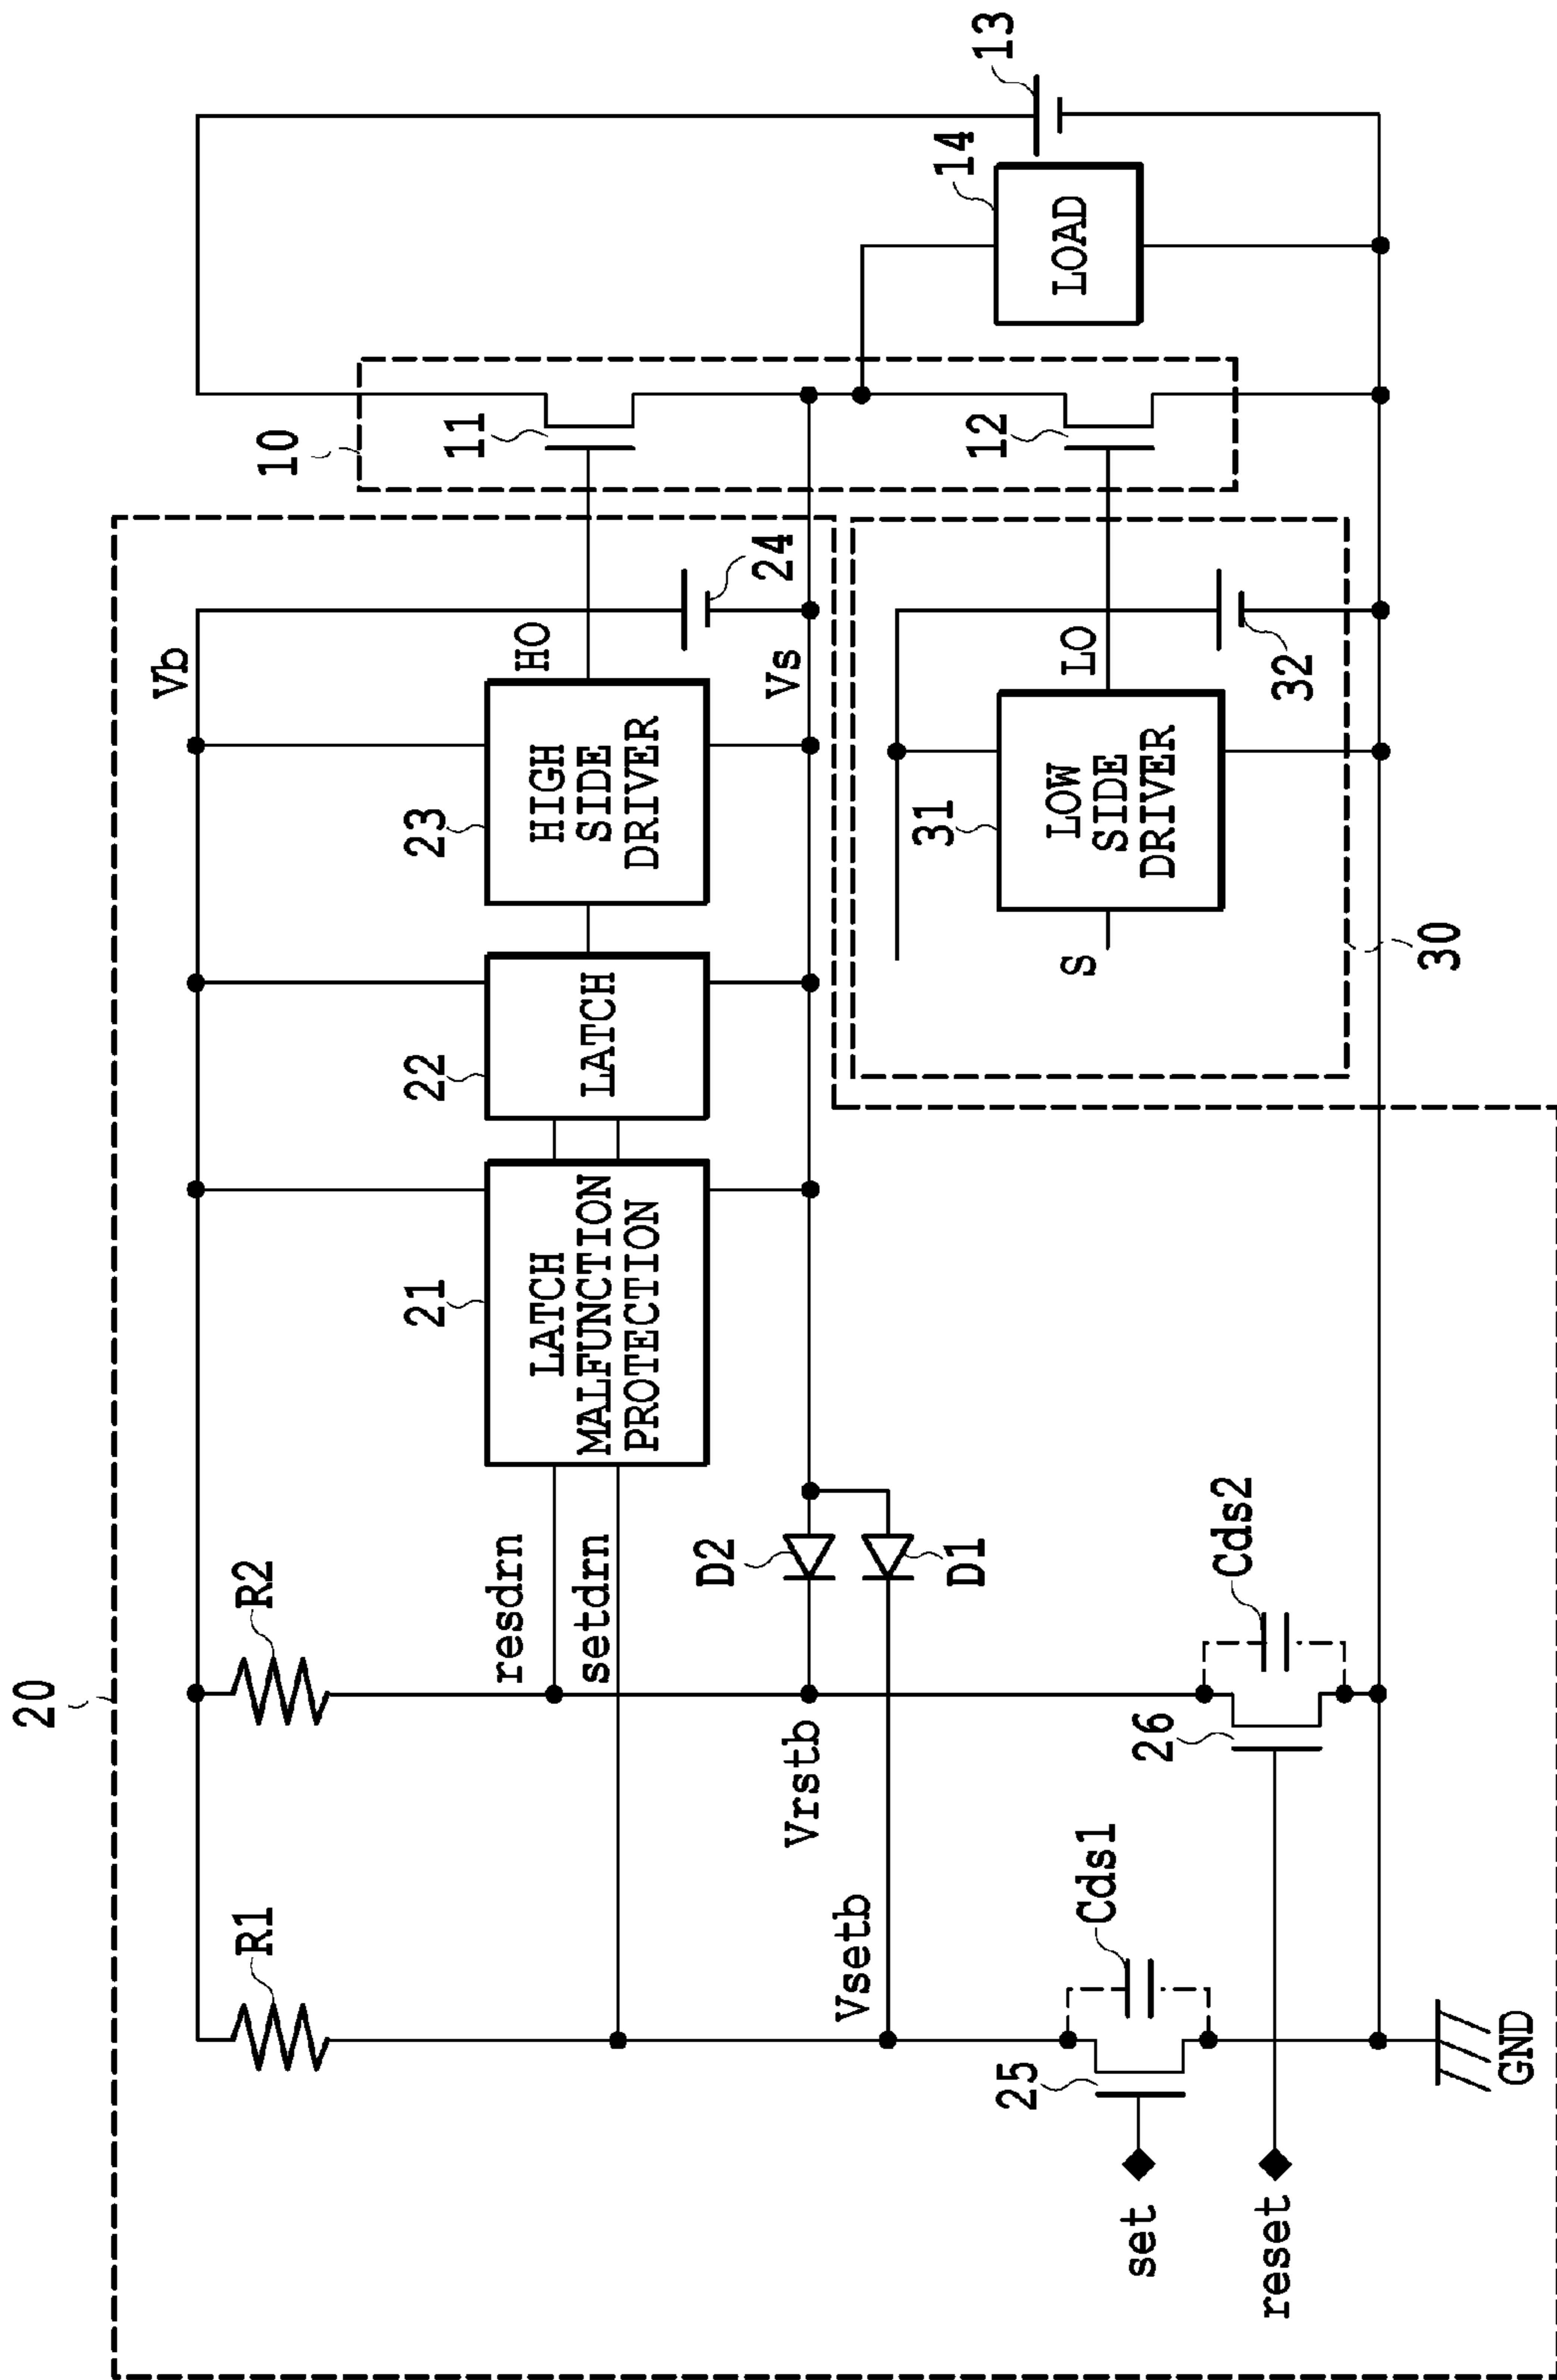 20
R1
R2
Vb
10
13
resdrn
setdrn
21
LATCH
MALFUNCTION
PROTECTION
22
LATCH
23
HIGH
SIDE
DRIVER
HO
24
11
14
LOAD
Vs
D2
D1
Vrstb
Vsetb
set
reset
25
Cds1
26
Cds2
GND
S
31
LOW
SIDE
DRIVER
LO
32
12
30